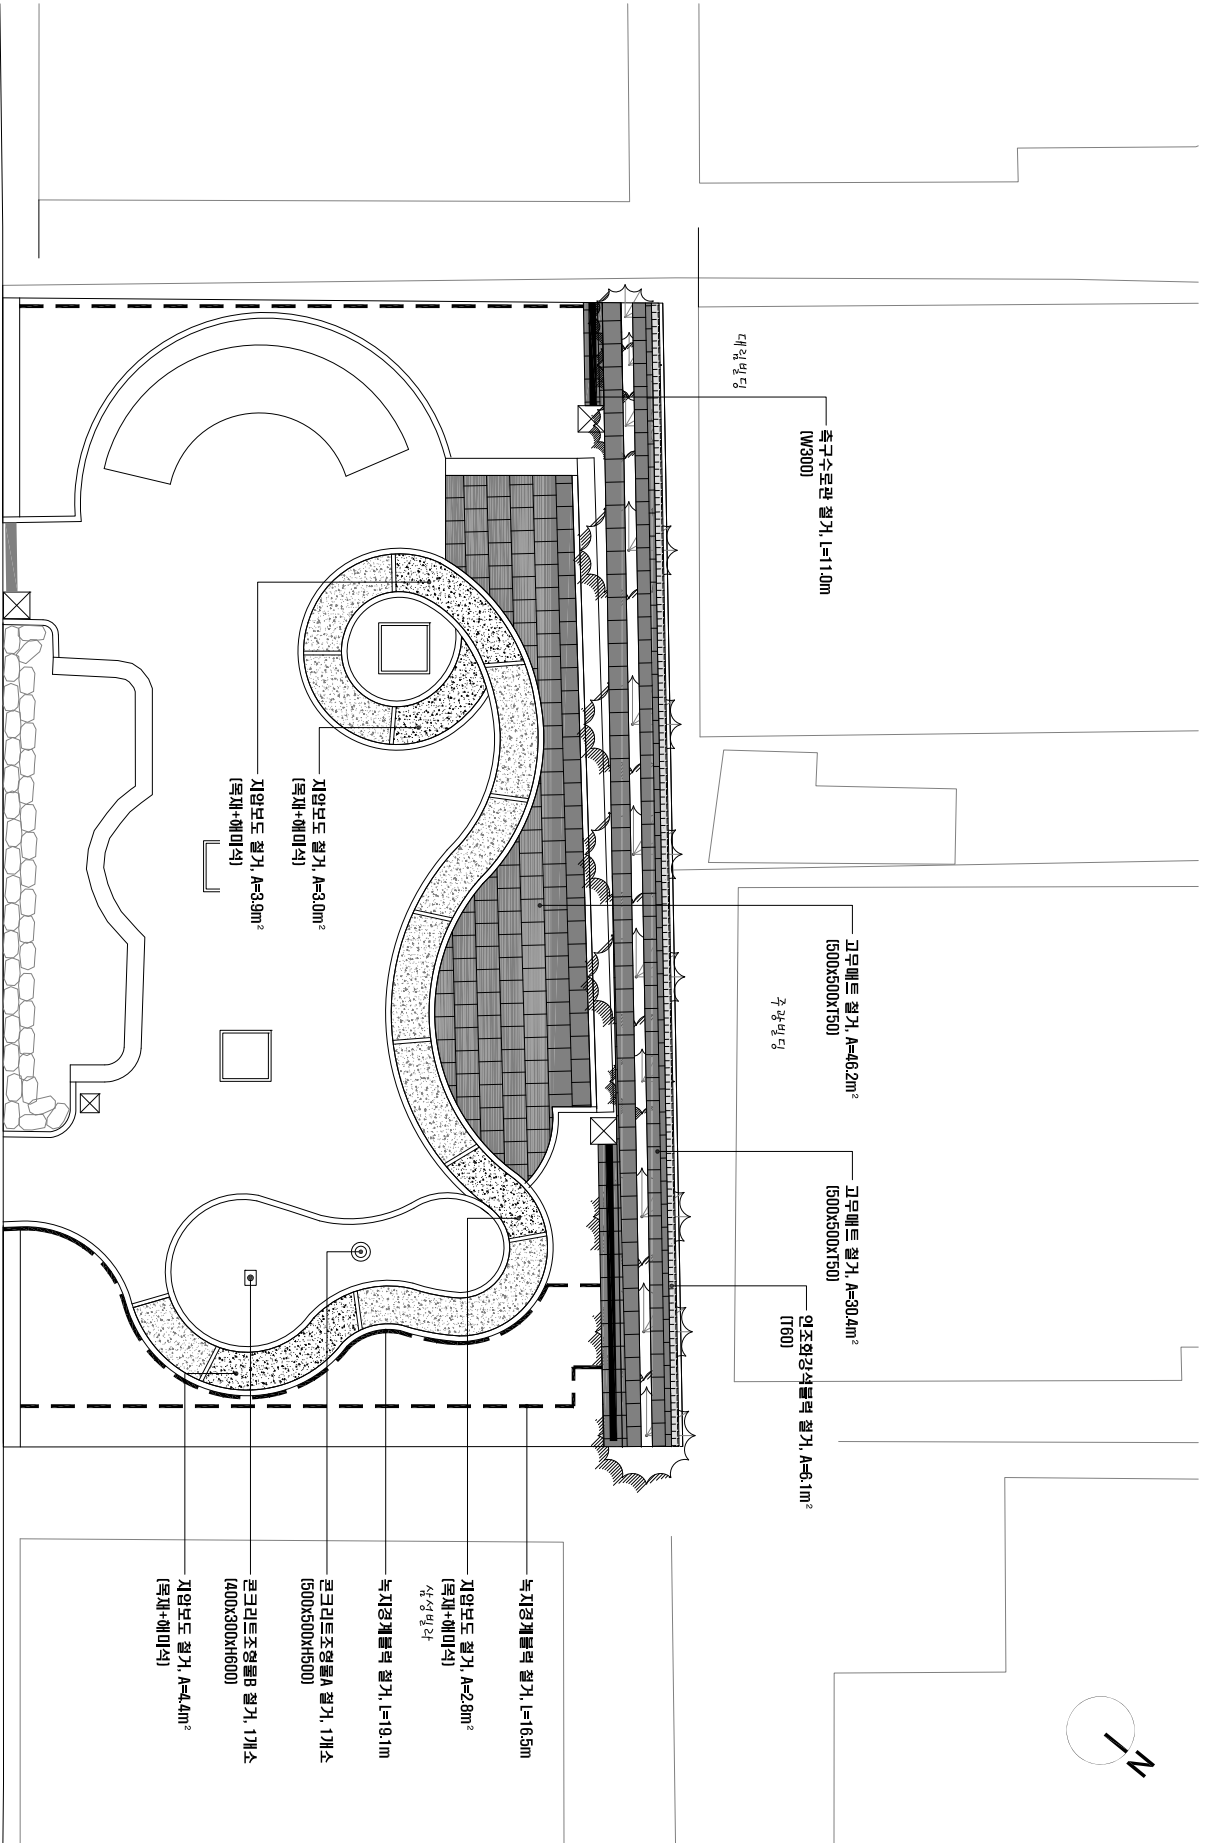 대림빌딩
측구수로관 철거, L=11.0m
(W300)
지압보도 철거, A=3.0m²
(목재+해미석)
지압보도 철거, A=3.9m²
(목재+해미석)
고무매트 철거, A=46.2m²
(500x500xT50)
주광빌딩
고무매트 철거, A=30.4m²
(500x500xT50)
인조화강석블럭 철거, A=6.1m²
(T60)
녹지경계블럭 철거, L=16.5m
지압보도 철거, A=2.8m²
(목재+해미석)
삼성빌라
녹지경계블럭 철거, L=19.1m
콘크리트조형물A 철거, 1개소
(500x500xH500)
콘크리트조형물B 철거, 1개소
(400x300xH600)
지압보도 철거, A=4.4m²
(목재+해미석)
N